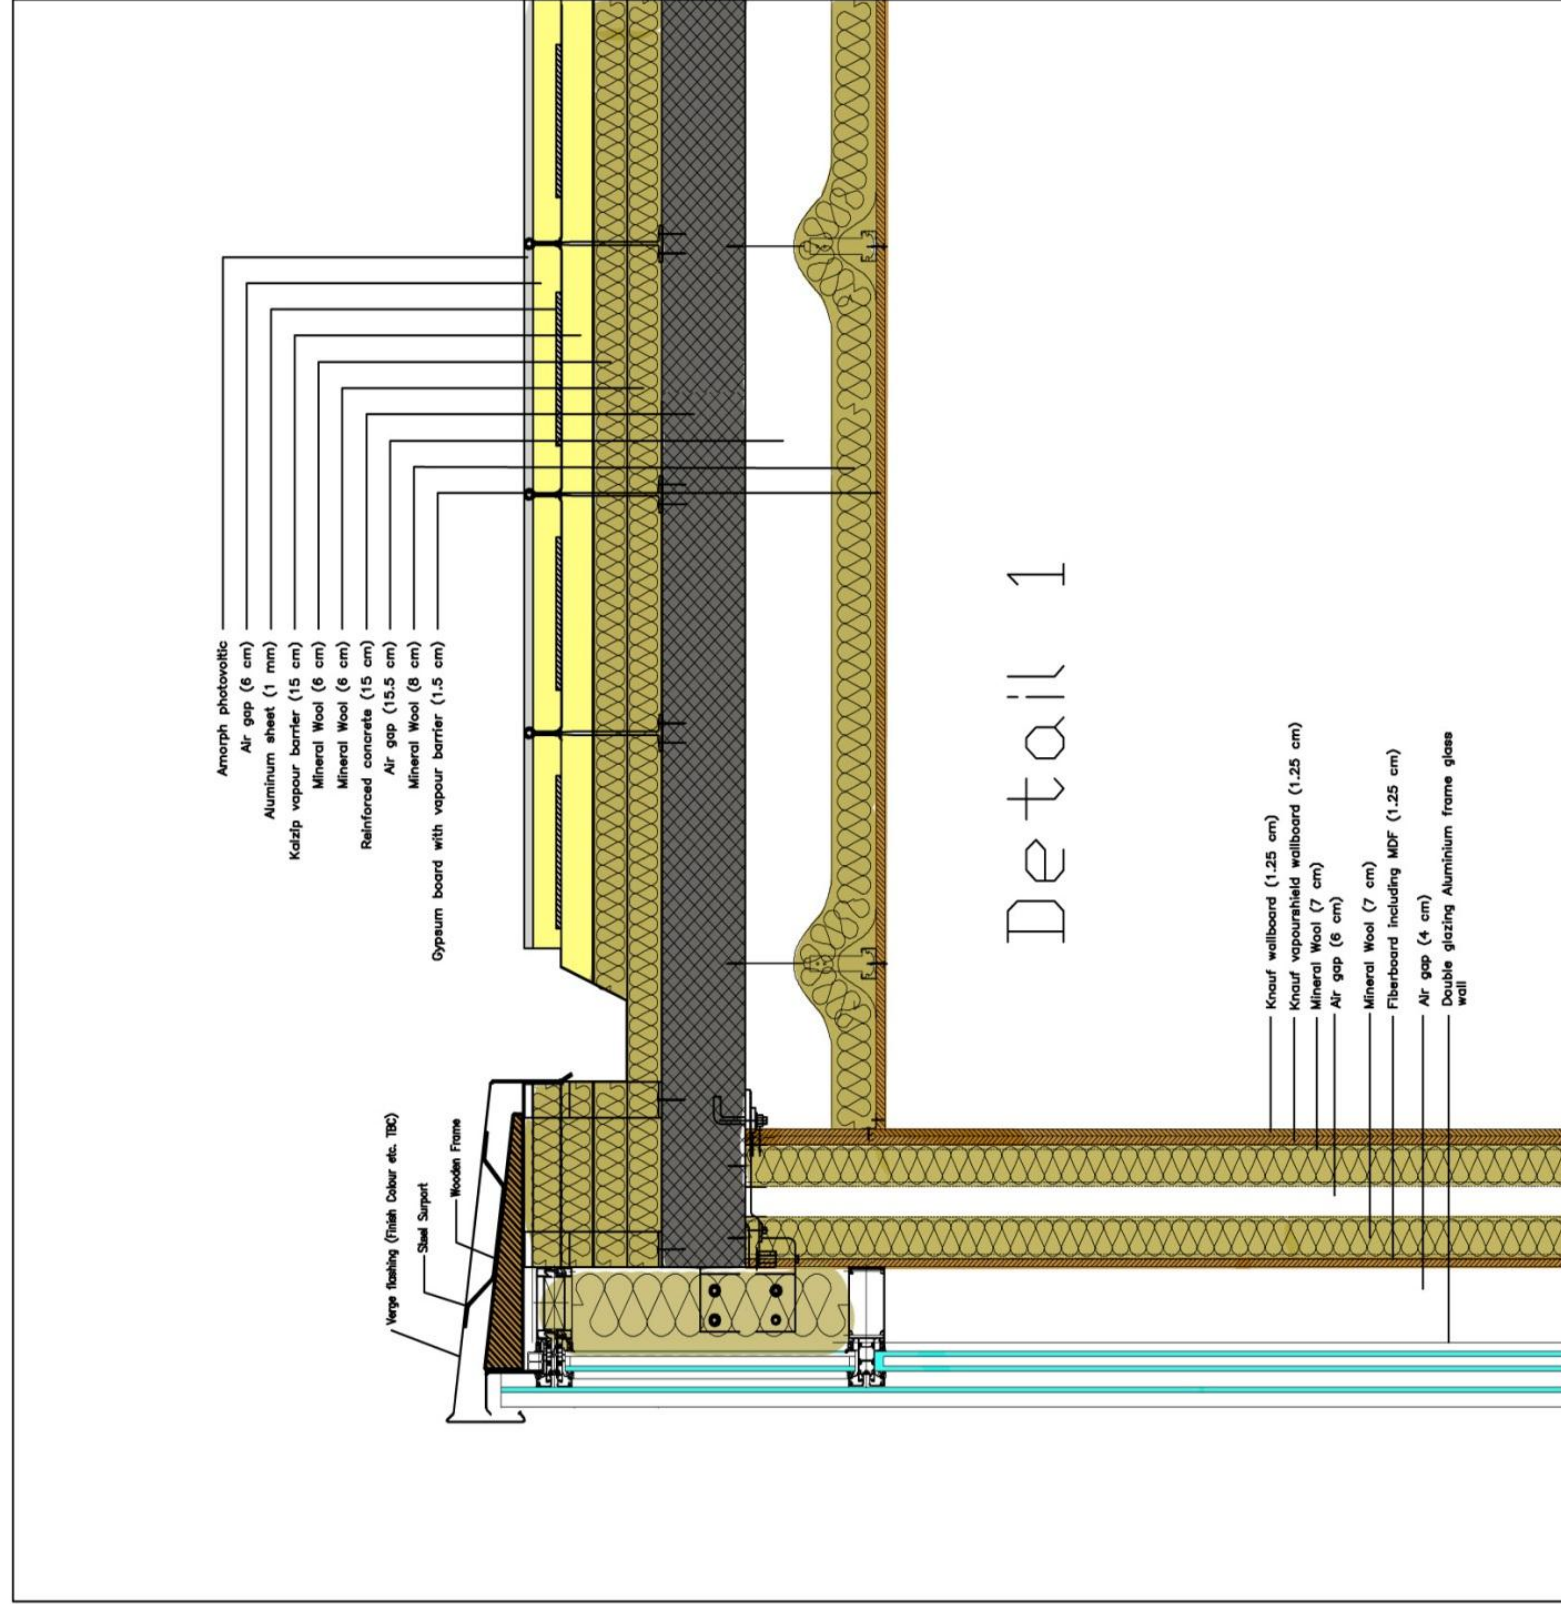 Amorph photovoltic
Air gap (6 cm)
Aluminum sheet (1 mm)
Kalzip vapour barrier (15 cm)
Mineral Wool (6 cm)
Mineral Wool (6 cm)
Reinforced concrete (15 cm)
Air gap (15.5 cm)
Mineral Wool (8 cm)
Gypsum board with vapour barrier (1.5 cm)
Verge flashing (Finish Colour etc. TBC)
Steel Surport
Wooden Frame
Detail 1
Knauf wallboard (1.25 cm)
Knauf vapourshield wallboard (1.25 cm)
Mineral Wool (7 cm)
Air gap (6 cm)
Mineral Wool (7 cm)
Fiberboard including MDF (1.25 cm)
Air gap (4 cm)
Double glazing Aluminium frame glass
wall